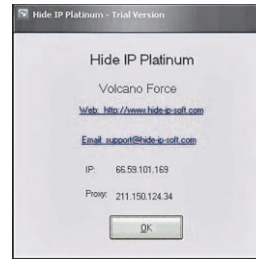 Hide IP Platinum - Trial Version
Hide IP Platinum
Volcano Force
Web: http://www.hide-ip-soft.com
Email: support@hide-ip-soft.com
IP: 66.59.101.169
Proxy: 211.150.124.34
OK